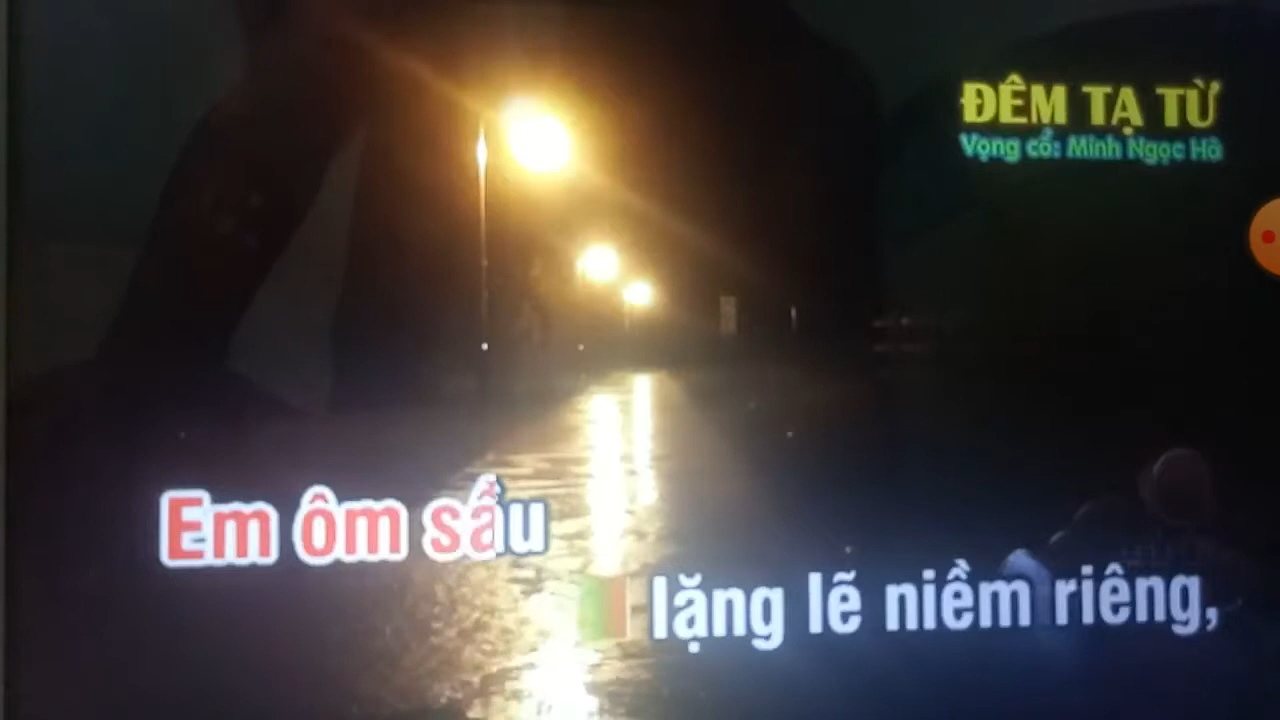 ĐÊM TẠ TỪ
Vọng cổ: Minh Ngọc Hà
Em ôm sầu
lặng lẽ niềm riêng,